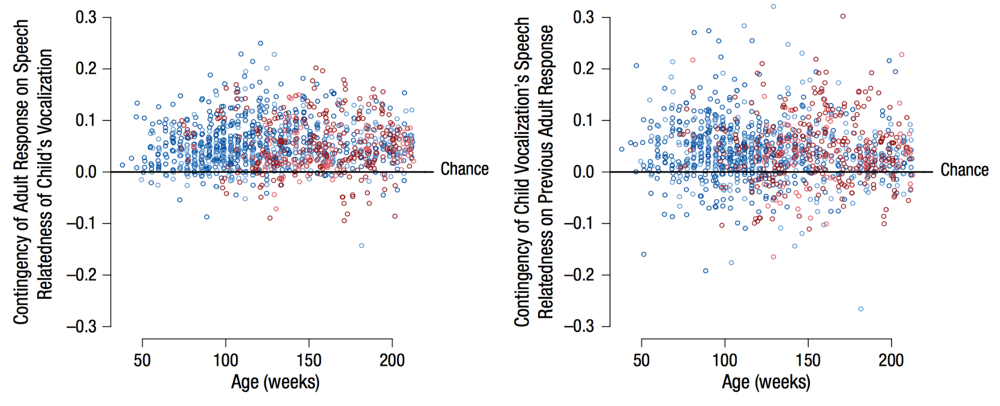 Contingency of Adult Response on Speech
Relatedness of Child's Vocalization
0.3
0.2
0.1
0.0
–0.1
–0.2
–0.3
Chance
50 100 150 200
Age (weeks)
Contingency of Child Vocalization's Speech
Relatedness on Previous Adult Response
0.3
0.2
0.1
0.0
–0.1
–0.2
–0.3
Chance
50 100 150 200
Age (weeks)